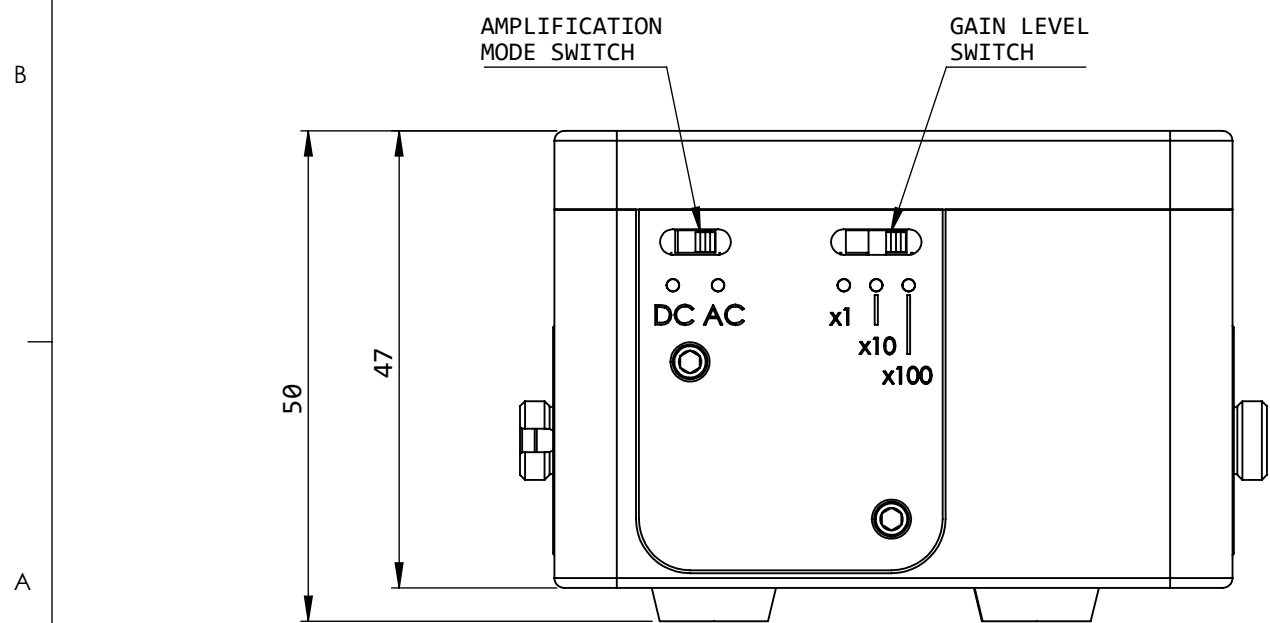 AMPLIFICATION
MODE SWITCH
GAIN LEVEL
SWITCH
B
DC AC
x1
x10
x100
47
50
A